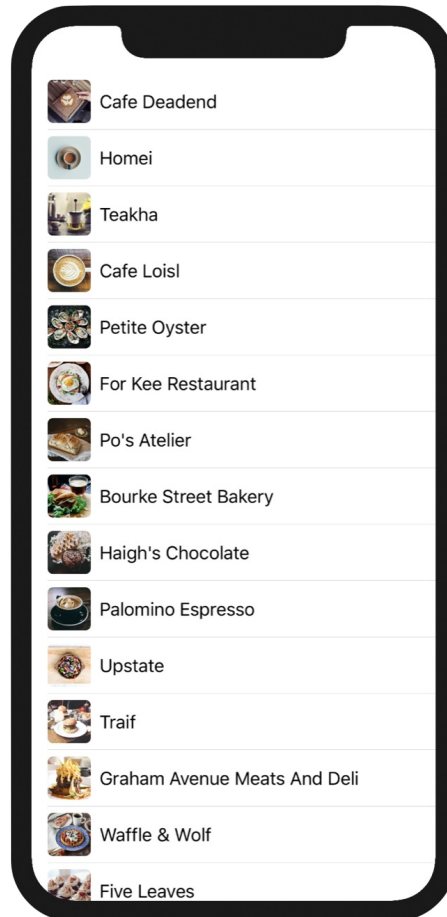 Cafe Deadend
Homei
Teakha
Cafe Loisl
Petite Oyster
For Kee Restaurant
Po's Atelier
Bourke Street Bakery
Haigh's Chocolate
Palomino Espresso
Upstate
Traif
Graham Avenue Meats And Deli
Waffle & Wolf
Five Leaves